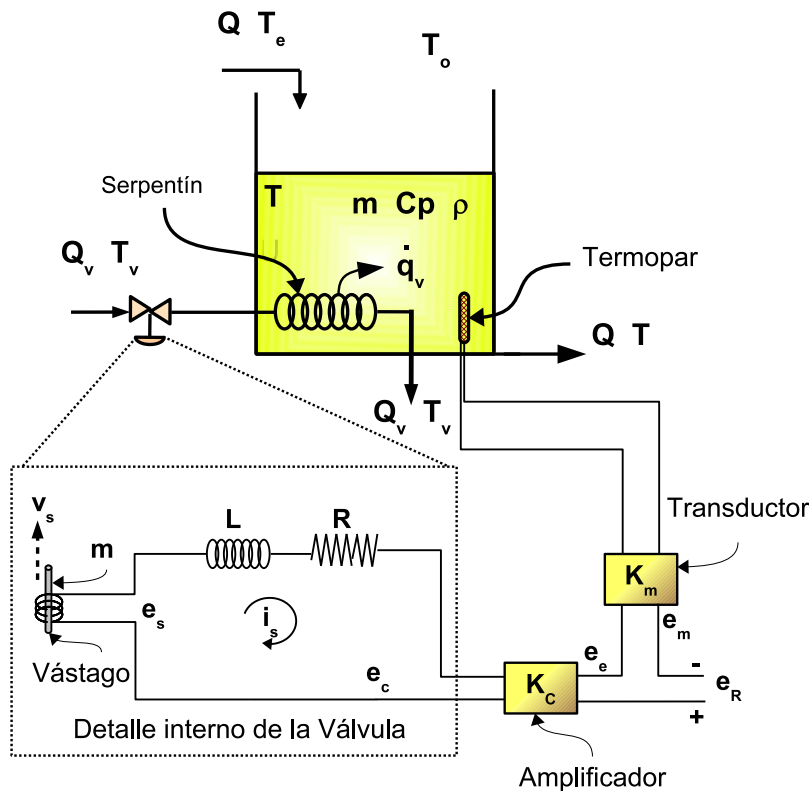 Q T_e
T_o
Serpentín
T
m Cp ρ
Q_v T_v
q̇_v
Termopar
Q T
Q_v T_v
v_s
L R
m
Transductor
K_m
e_s
i_s
e_m
e_e
Vástago
e_c
K_C
-
e_R
+
Detalle interno de la Válvula
Amplificador